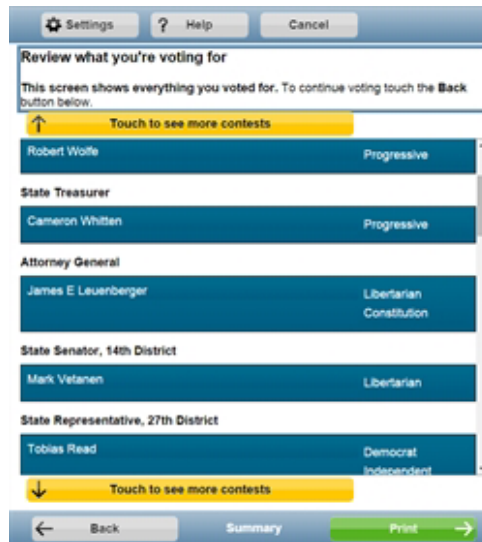 Settings
? Help
Cancel
Review what you're voting for
This screen shows everything you voted for. To continue voting touch the Back
button below.
Touch to see more contests
Robert Wolfe Progressive
State Treasurer
Cameron Whitten Progressive
Attorney General
James E Leuenberger Libertarian
Constitution
State Senator, 14th District
Mark Vetanen Libertarian
State Representative, 27th District
Tobias Read Democrat
Independent
Touch to see more contests
Back
Summary
Print